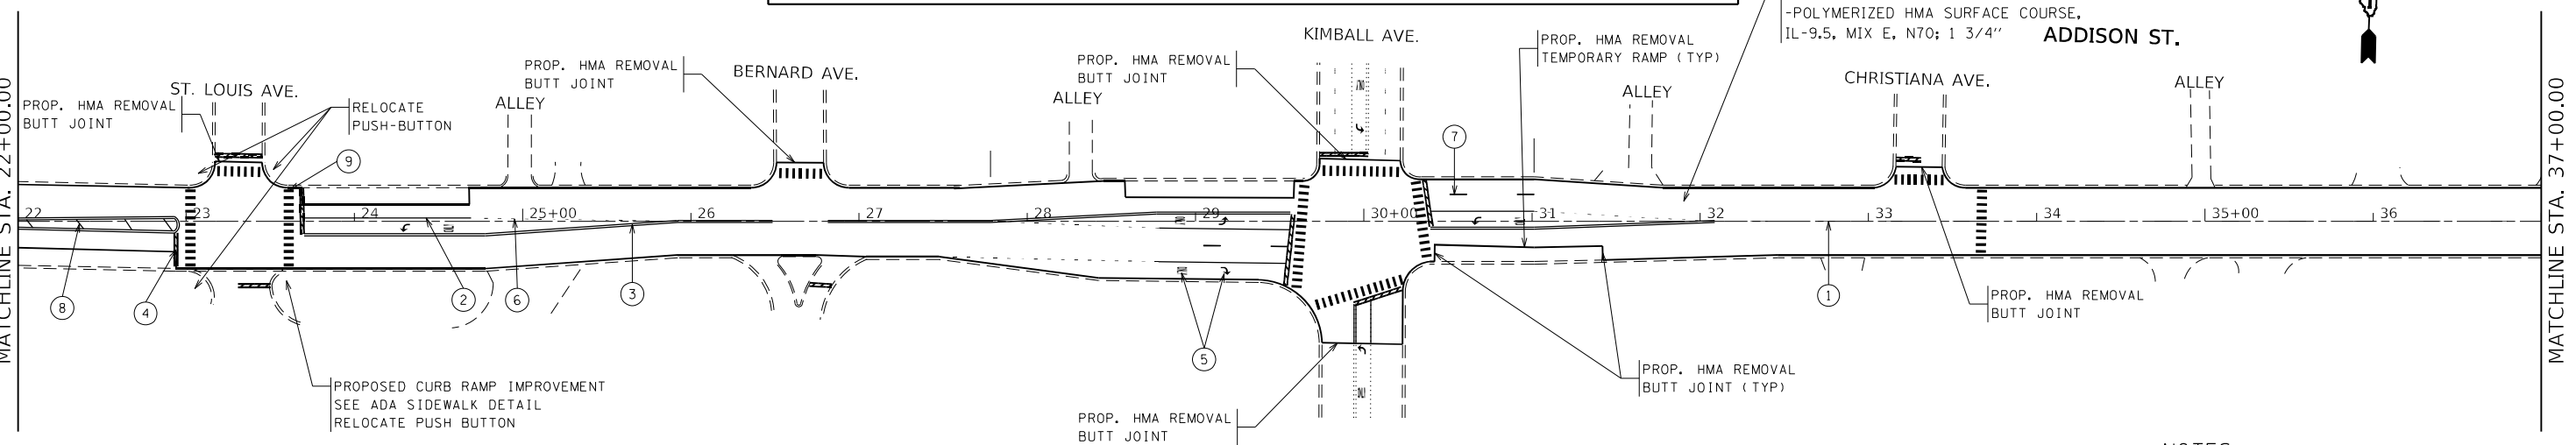 -POLYMERIZED HMA SURFACE COURSE,
IL-9.5, MIX E, N70; 1 3/4"
ADDISON ST.
KIMBALL AVE.
PROP. HMA REMOVAL
TEMPORARY RAMP (TYP)
PROP. HMA REMOVAL
BUTT JOINT
BERNARD AVE.
PROP. HMA REMOVAL
BUTT JOINT
CHRISTIANA AVE.
ALLEY
ST. LOUIS AVE.
ALLEY
ALLEY
ALLEY
PROP. HMA REMOVAL
BUTT JOINT
RELOCATE
PUSH-BUTTON
MATCHLINE STA. 22+00.00
MATCHLINE STA. 37+00.00
7
9
22
23
24
25+00
26
27
28
29
30+00
31
32
33
34
35+00
36
8
4
2
6
3
5
1
PROP. HMA REMOVAL
BUTT JOINT
PROP. HMA REMOVAL
BUTT JOINT (TYP)
PROPOSED CURB RAMP IMPROVEMENT
SEE ADA SIDEWALK DETAIL
RELOCATE PUSH BUTTON
PROP. HMA REMOVAL
BUTT JOINT